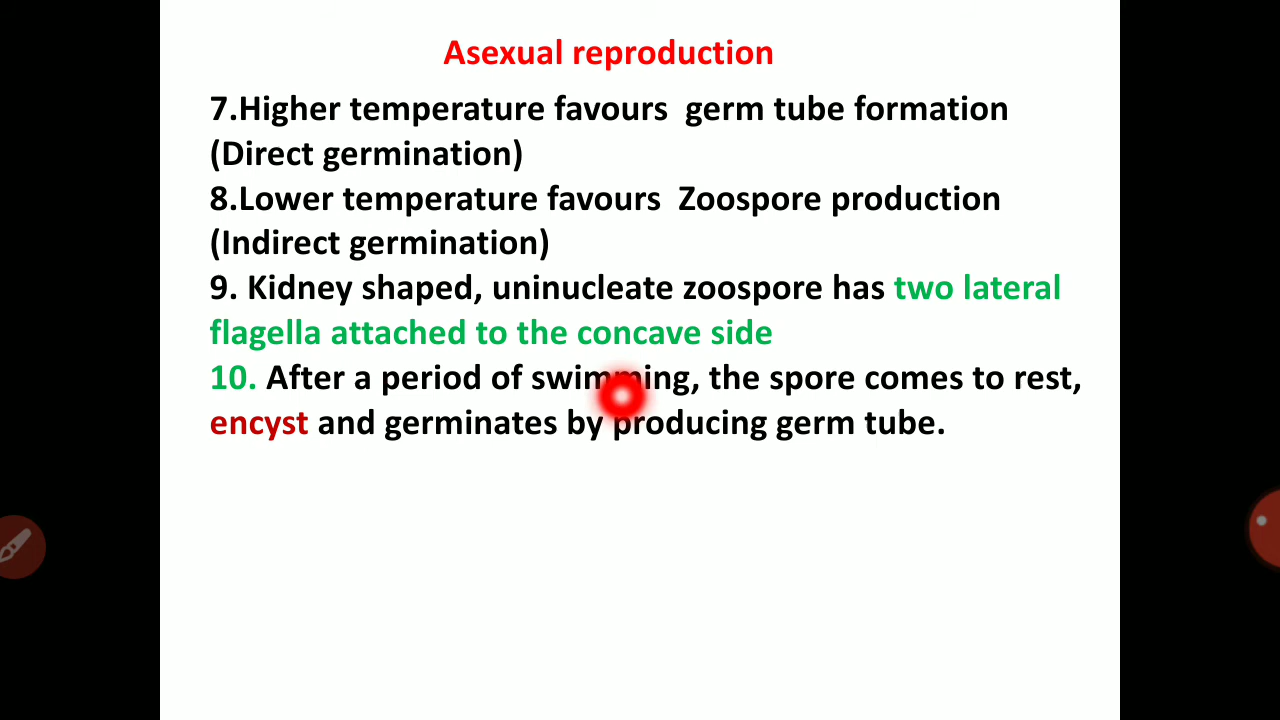 Asexual reproduction
7.Higher temperature favours  germ tube formation
(Direct germination)
8.Lower temperature favours  Zoospore production
(Indirect germination)
9. Kidney shaped, uninucleate zoospore has two lateral
flagella attached to the concave side
10. After a period of swimming, the spore comes to rest,
encyst and germinates by producing germ tube.